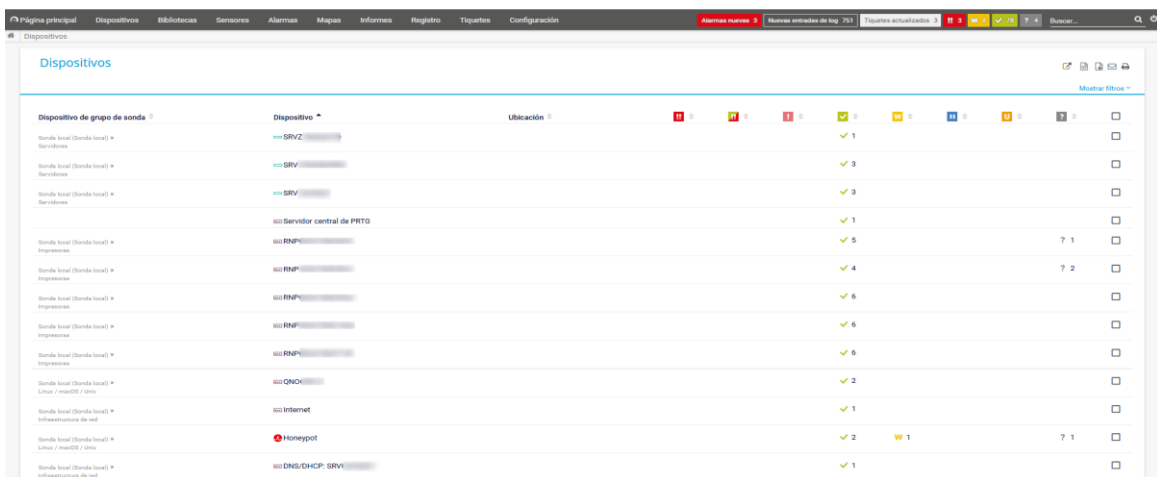 Página principal Dispositivos Bibliotecas Sensores Alarmas Mapas Informes Registro Tiquetes Configuración Alarmas nuevas 3 Nuevas entradas de log 751 Tiquetes actualizados 3 !! 3 W ✓ ? 4 Buscar...
Dispositivos
Dispositivos
Mostrar filtros
Dispositivo de grupo de sonda Dispositivo Ubicación !! !! ! ✓ W II U ?
Sonda local (Sonda local) » SRVZ ✓ 1
Servidores
Sonda local (Sonda local) » SRV ✓ 3
Servidores
Sonda local (Sonda local) » SRV ✓ 3
Servidores
Servidor central de PRTG ✓ 1
Sonda local (Sonda local) » RNP ✓ 5 ? 1
Impresoras
Sonda local (Sonda local) » RNP ✓ 4 ? 2
Impresoras
Sonda local (Sonda local) » RNP ✓ 6
Impresoras
Sonda local (Sonda local) » RNP ✓ 6
Impresoras
Sonda local (Sonda local) » RNP ✓ 6
Impresoras
Sonda local (Sonda local) » QNO ✓ 2
Linux / macOS / Unix
Sonda local (Sonda local) » Internet ✓ 1
Infraestructura de red
Sonda local (Sonda local) » Honeypot ✓ 2 W 1 ? 1
Linux / macOS / Unix
Sonda local (Sonda local) » DNS/DHCP: SRV ✓ 1
Infraestructura de red